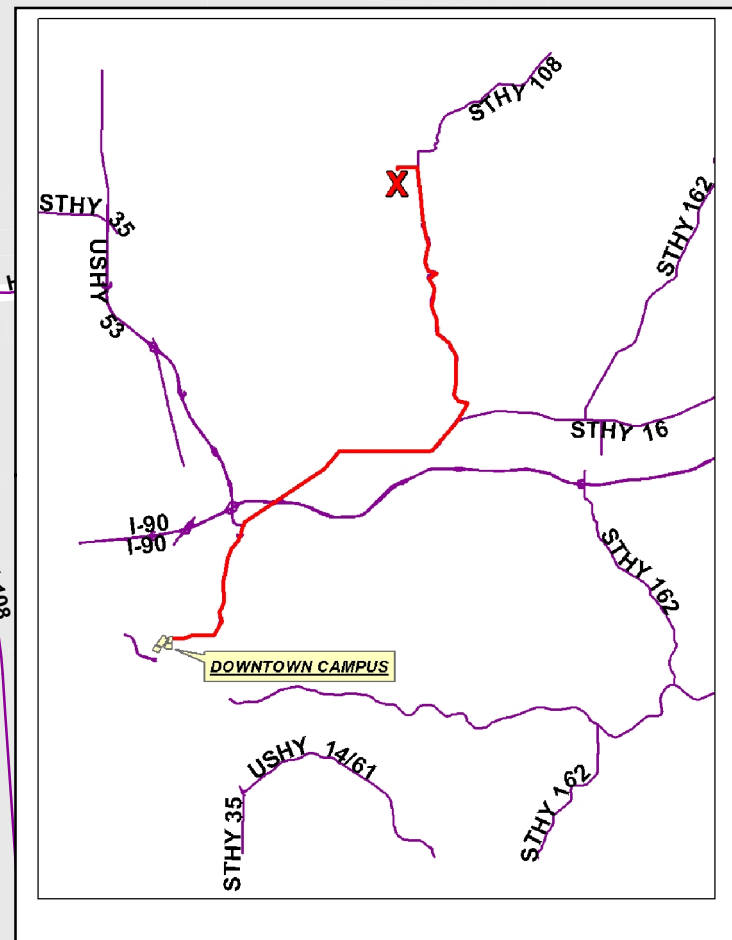 STHY 108
STHY 35
STHY 162
USHY 53
X
STHY 16
I-90
I-90
STHY 162
DOWNTOWN CAMPUS
USHY 14/61
STHY 35
STHY 162